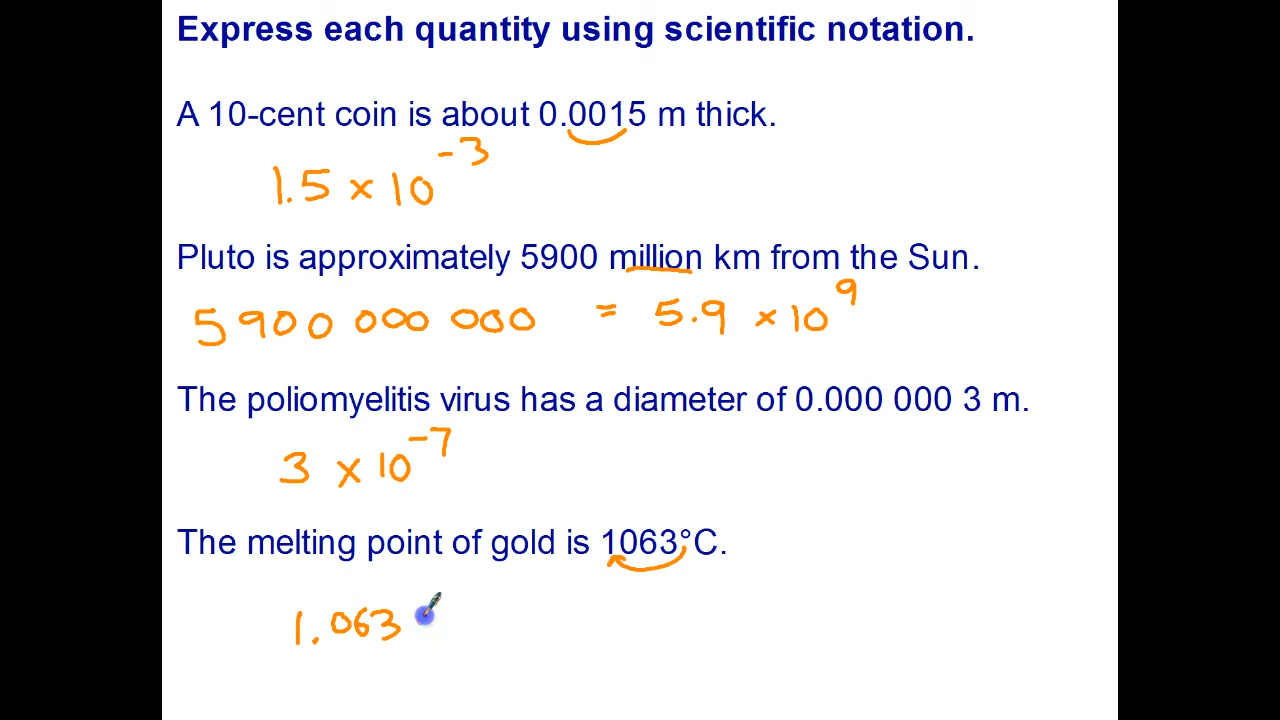 Express each quantity using scientific notation.
A 10-cent coin is about 0.0015 m thick.
1.5 × 10⁻³
Pluto is approximately 5900 million km from the Sun.
5900 000 000 = 5.9 × 10⁹
The poliomyelitis virus has a diameter of 0.000 000 3 m.
3 × 10⁻⁷
The melting point of gold is 1063°C.
1.063